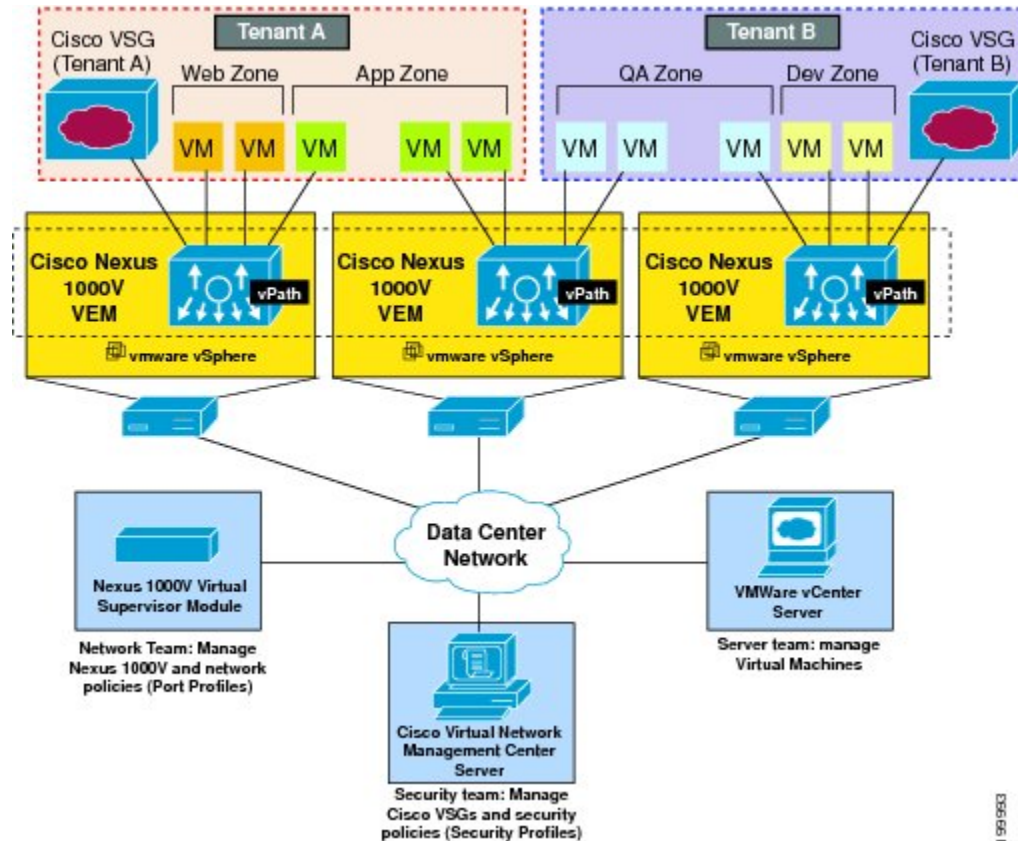 Cisco VSG
(Tenant A)
Tenant A
Web Zone
App Zone
Tenant B
QA Zone
Dev Zone
Cisco VSG
(Tenant B)
VM
VM
VM
VM
VM
VM
VM
VM
VM
VM
Cisco Nexus
1000V
VEM
vPath
vmware vSphere
Cisco Nexus
1000V
VEM
vPath
vmware vSphere
Cisco Nexus
1000V
VEM
vPath
vmware vSphere
Data Center
Network
Nexus 1000V Virtual
Supervisor Module
Network Team: Manage
Nexus 1000V and network
policies (Port Profiles)
VMWare vCenter
Server
Server team: manage
Virtual Machines
Cisco Virtual Network
Management Center
Server
Security team: Manage
Cisco VSGs and security
policies (Security Profiles)